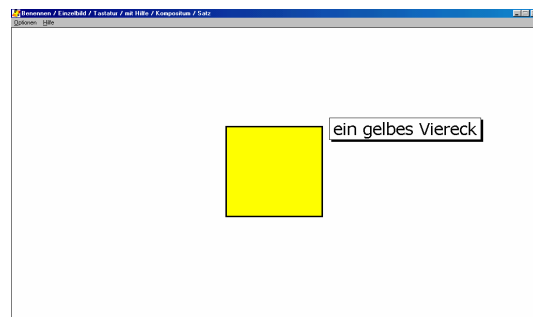 Benennen / Einzelbild / Tastatur / mit Hilfe / Kompositum / Satz
Optionen Hilfe
ein gelbes Viereck